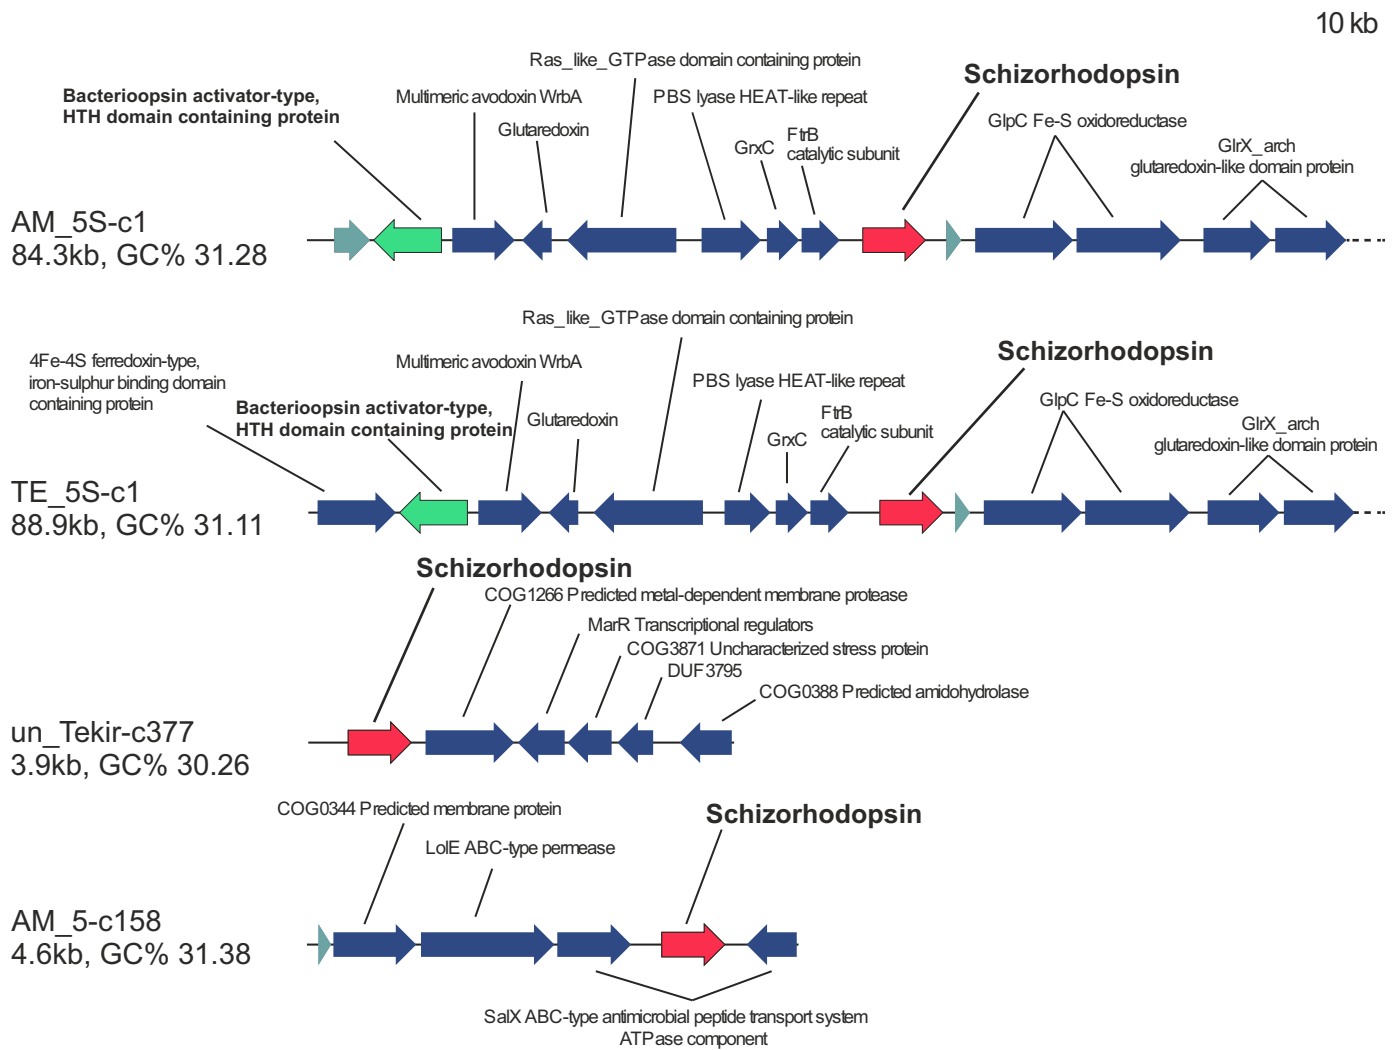 10 kb
Ras_like_GTPase domain containing protein
Schizorhodopsin
Bacterioopsin activator-type,
HTH domain containing protein
Multimeric avodoxin WrbA
PBS lyase HEAT-like repeat
Glutaredoxin
GrxC
FtrB
catalytic subunit
GlpC Fe-S oxidoreductase
GlrX_arch
glutaredoxin-like domain protein
AM_5S-c1
84.3kb, GC% 31.28
Ras_like_GTPase domain containing protein
Schizorhodopsin
4Fe-4S ferredoxin-type,
iron-sulphur binding domain
containing protein
Multimeric avodoxin WrbA
PBS lyase HEAT-like repeat
Bacterioopsin activator-type,
HTH domain containing protein
Glutaredoxin
GrxC
FtrB
catalytic subunit
GlpC Fe-S oxidoreductase
GlrX_arch
glutaredoxin-like domain protein
TE_5S-c1
88.9kb, GC% 31.11
Schizorhodopsin
COG1266 Predicted metal-dependent membrane protease
MarR Transcriptional regulators
COG3871 Uncharacterized stress protein
DUF3795
COG0388 Predicted amidohydrolase
un_Tekir-c377
3.9kb, GC% 30.26
COG0344 Predicted membrane protein
Schizorhodopsin
LolE ABC-type permease
AM_5-c158
4.6kb, GC% 31.38
SalX ABC-type antimicrobial peptide transport system
ATPase component